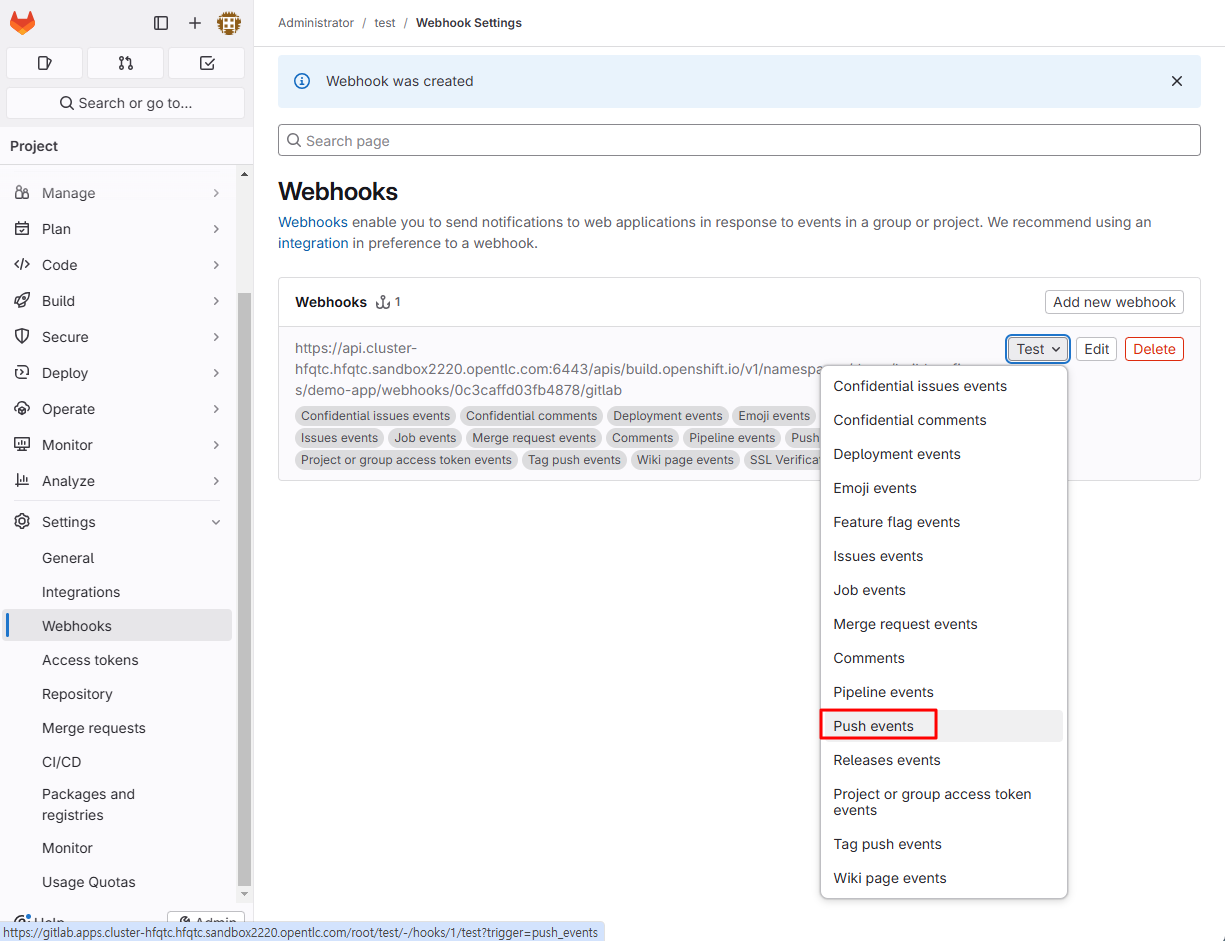 Administrator / test / Webhook Settings
Webhook was created
Search or go to...
Search page
Project
Manage
Plan
Code
Build
Secure
Deploy
Operate
Monitor
Analyze
Settings
General
Integrations
Webhooks
Access tokens
Repository
Merge requests
CI/CD
Packages and
registries
Monitor
Usage Quotas
Help
Admin
Webhooks
Webhooks enable you to send notifications to web applications in response to events in a group or project. We recommend using an
integration in preference to a webhook.
Webhooks 1
Add new webhook
https://api.cluster-
hfqtc.hfqtc.sandbox2220.opentlc.com:6443/apis/build.openshift.io/v1/namespa
s/demo-app/webhooks/0c3caffd03fb4878/gitlab
Test Edit Delete
Confidential issues events Confidential comments Deployment events Emoji events
Issues events Job events Merge request events Comments Pipeline events Push
Project or group access token events Tag push events Wiki page events SSL Verifica
Confidential issues events
Confidential comments
Deployment events
Emoji events
Feature flag events
Issues events
Job events
Merge request events
Comments
Pipeline events
Push events
Releases events
Project or group access token
events
Tag push events
Wiki page events
https://gitlab.apps.cluster-hfqtc.hfqtc.sandbox2220.opentlc.com/root/test/-/hooks/1/test?trigger=push_events